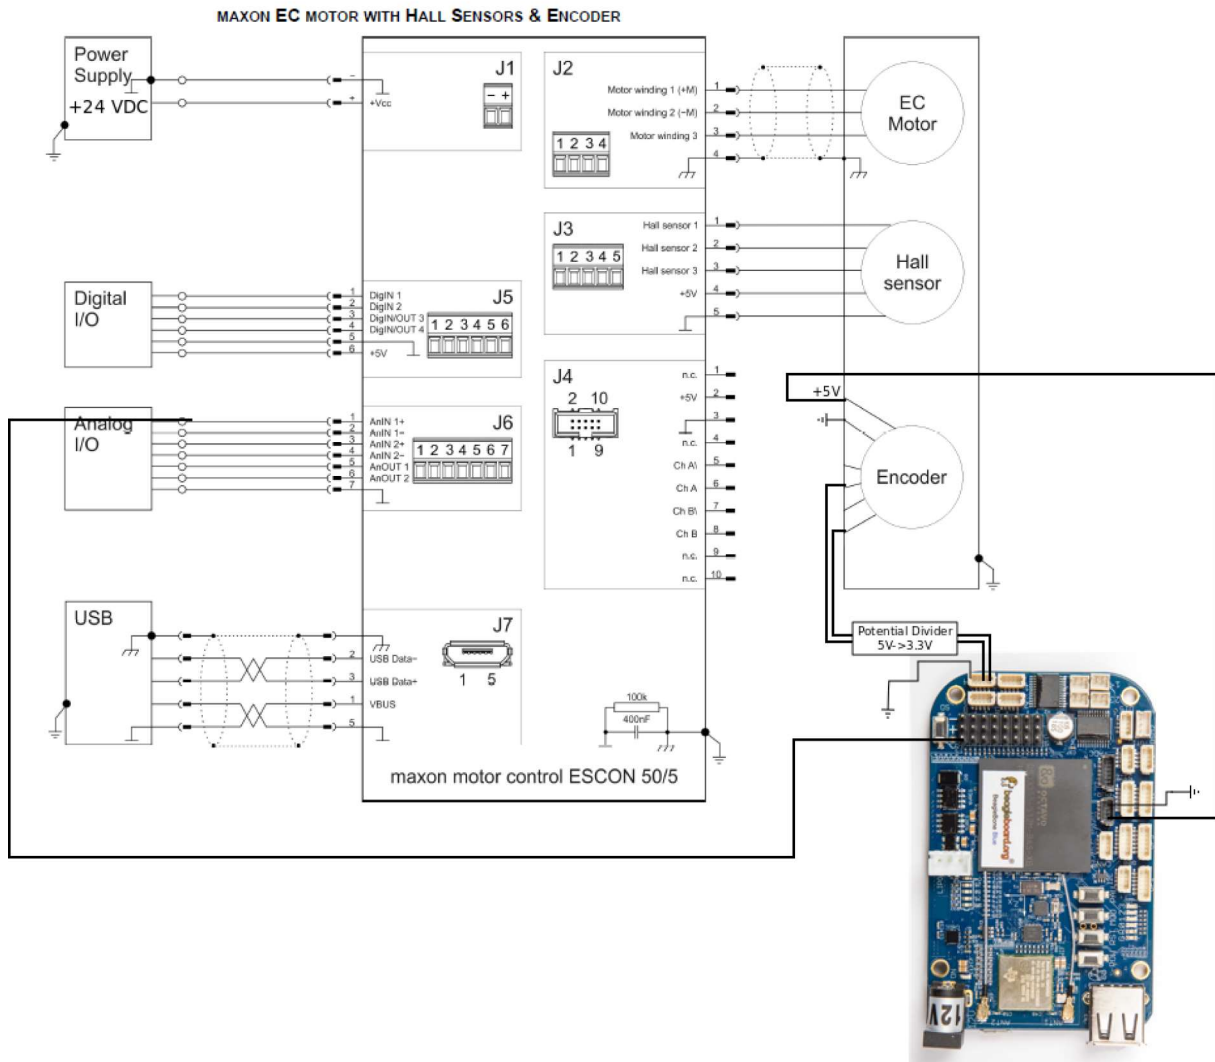 MAXON EC MOTOR WITH HALL SENSORS & ENCODER
Power
Supply
+24 VDC
−
+
+Vcc
J1
− +
J2
Motor winding 1 (+M)
Motor winding 2 (−M)
Motor winding 3
1
2
3
4
1 2 3 4
EC
Motor
J3
Hall sensor 1
Hall sensor 2
Hall sensor 3
+5V
1
2
3
4
5
1 2 3 4 5
Hall
sensor
Digital
I/O
1
2
3
4
5
6
DigIN 1
DigIN 2
DigIN/OUT 3
DigIN/OUT 4
+5V
J5
1 2 3 4 5 6
J4
2 10
1 9
n.c.
+5V
n.c.
Ch A\
Ch A
Ch B\
Ch B
n.c.
n.c.
1
2
3
4
5
6
7
8
9
10
+5V
Encoder
Analog
I/O
1
2
3
4
5
6
7
AnIN 1+
AnIN 1−
AnIN 2+
AnIN 2−
AnOUT 1
AnOUT 2
J6
1 2 3 4 5 6 7
USB
2
3
1
5
USB Data−
USB Data+
VBUS
J7
1 5
100k
400nF
maxon motor control ESCON 50/5
Potential Divider
5V->3.3V
OCTAVO
beagleboard.org
BeagleBone Blue
12V